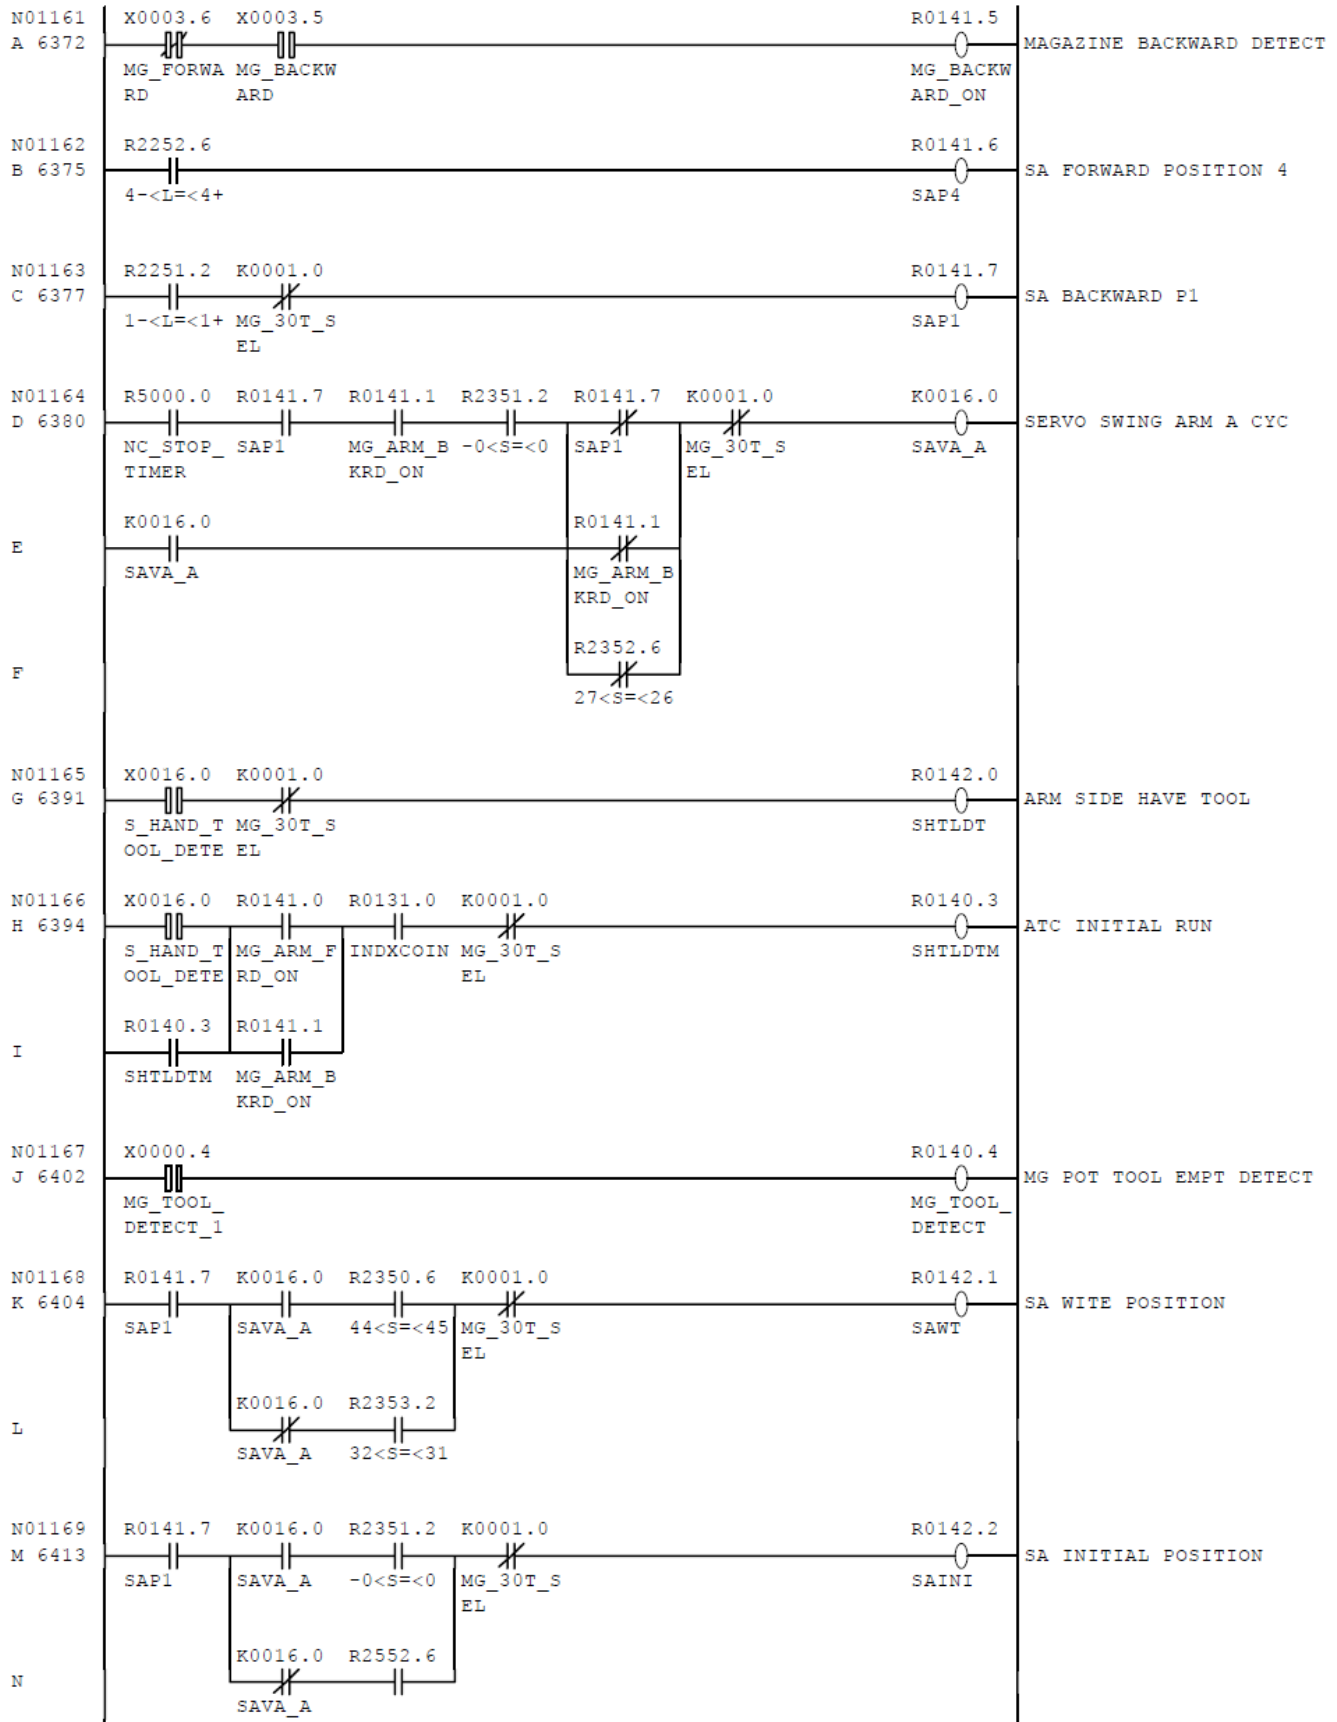 N01161 X0003.6 X0003.5 R0141.5
A 6372 MAGAZINE BACKWARD DETECT
MG_FORWA MG_BACKW MG_BACKW
RD ARD ARD_ON
N01162 R2252.6 R0141.6
B 6375 SA FORWARD POSITION 4
4-<L=<4+ SAP4
N01163 R2251.2 K0001.0 R0141.7
C 6377 SA BACKWARD P1
1-<L=<1+ MG_30T_S SAP1
EL
N01164 R5000.0 R0141.7 R0141.1 R2351.2 R0141.7 K0001.0 K0016.0
D 6380 SERVO SWING ARM A CYC
NC_STOP_ SAP1 MG_ARM_B -0<S=<0 SAP1 MG_30T_S SAVA_A
TIMER KRD_ON EL
K0016.0 R0141.1
E
SAVA_A MG_ARM_B
KRD_ON
R2352.6
F
27<S=<26
N01165 X0016.0 K0001.0 R0142.0
G 6391 ARM SIDE HAVE TOOL
S_HAND_T MG_30T_S SHTLDT
OOL_DETE EL
N01166 X0016.0 R0141.0 R0131.0 K0001.0 R0140.3
H 6394 ATC INITIAL RUN
S_HAND_T MG_ARM_F INDXCOIN MG_30T_S SHTLDTM
OOL_DETE RD_ON EL
R0140.3 R0141.1
I
SHTLDTM MG_ARM_B
KRD_ON
N01167 X0000.4 R0140.4
J 6402 MG POT TOOL EMPT DETECT
MG_TOOL_ MG_TOOL_
DETECT_1 DETECT
N01168 R0141.7 K0016.0 R2350.6 K0001.0 R0142.1
K 6404 SA WITE POSITION
SAP1 SAVA_A 44<S=<45 MG_30T_S SAWT
EL
K0016.0 R2353.2
L
SAVA_A 32<S=<31
N01169 R0141.7 K0016.0 R2351.2 K0001.0 R0142.2
M 6413 SA INITIAL POSITION
SAP1 SAVA_A -0<S=<0 MG_30T_S SAINI
EL
K0016.0 R2552.6
N
SAVA_A